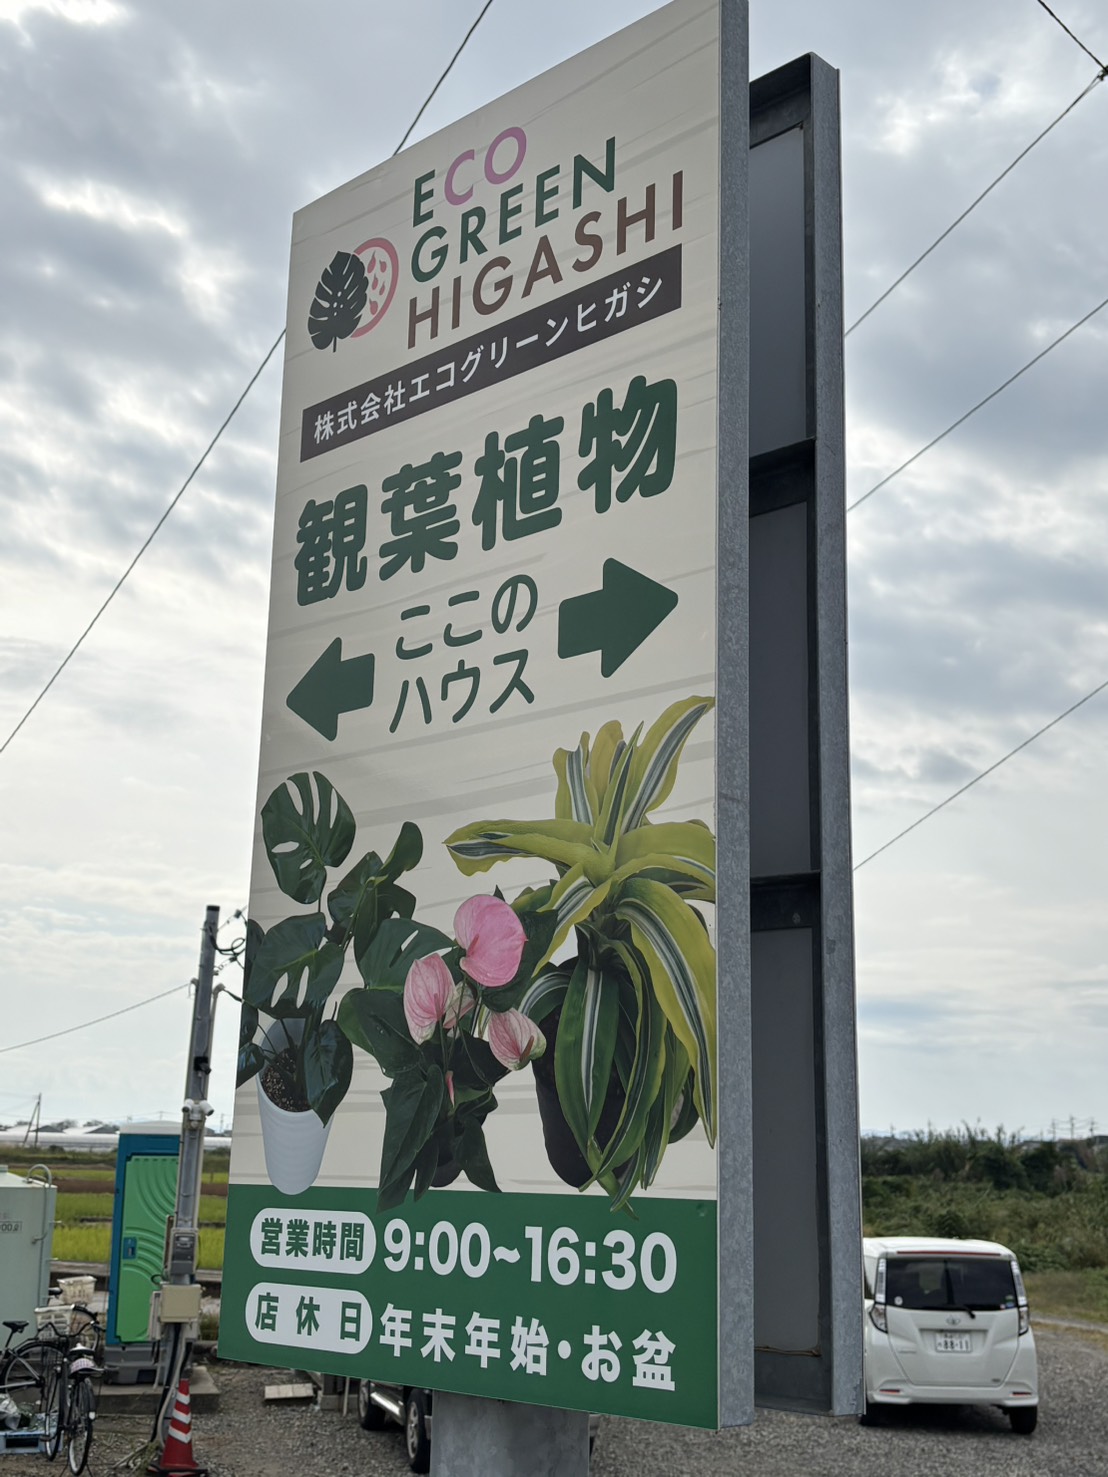 ECO
GREEN
HIGASHI
株式会社エコグリーンヒガシ
観葉植物
ここの
ハウス
営業時間 9:00~16:30
店休日 年末年始・お盆
88-11